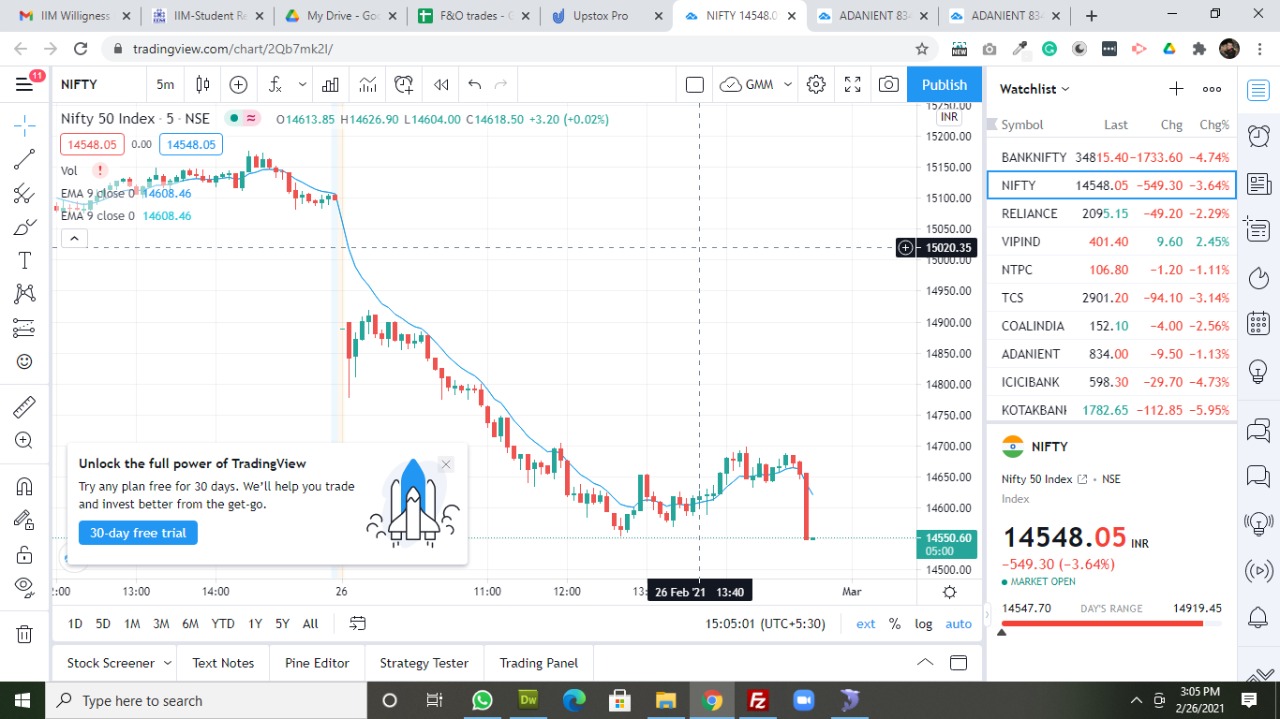 IIM Willigness
IIM-Student Re
My Drive - Goo
F&O trades - G
Upstox Pro
NIFTY 14548.0
ADANIENT 834
ADANIENT 83
tradingview.com/chart/2Qb7mk2I/
NEW
11
NIFTY
5m
GMM
Publish
Watchlist
Nifty 50 Index · 5 · NSE
O14613.85 H14626.90 L14604.00 C14618.50 +3.20 (+0.02%)
14548.05 0.00 14548.05
Vol
EMA 9 close 0 14608.46
EMA 9 close 0 14608.46
15250.00
INR
15200.00
15150.00
15100.00
15050.00
15020.35
15000.00
14950.00
14900.00
14850.00
14800.00
14750.00
14700.00
14650.00
14600.00
14550.60
05:00
14500.00
Symbol Last Chg Chg%
BANKNIFTY 34815.40 −1733.60 −4.74%
NIFTY 14548.05 −549.30 −3.64%
RELIANCE 2095.15 −49.20 −2.29%
VIPIND 401.40 9.60 2.45%
NTPC 106.80 −1.20 −1.11%
TCS 2901.20 −94.10 −3.14%
COALINDIA 152.10 −4.00 −2.56%
ADANIENT 834.00 −9.50 −1.13%
ICICIBANK 598.30 −29.70 −4.73%
KOTAKBANK 1782.65 −112.85 −5.95%
Unlock the full power of TradingView
Try any plan free for 30 days. We'll help you trade
and invest better from the get-go.
30-day free trial
NIFTY
Nifty 50 Index · NSE
Index
14548.05 INR
−549.30 (−3.64%)
MARKET OPEN
14547.70 DAY'S RANGE 14919.45
:00 13:00 14:00 26 11:00 12:00 13: 26 Feb '21 13:40 Mar
1D 5D 1M 3M 6M YTD 1Y 5Y All
15:05:01 (UTC+5:30) ext % log auto
Stock Screener Text Notes Pine Editor Strategy Tester Trading Panel
Type here to search
Dw
Fz
3:05 PM
2/26/2021